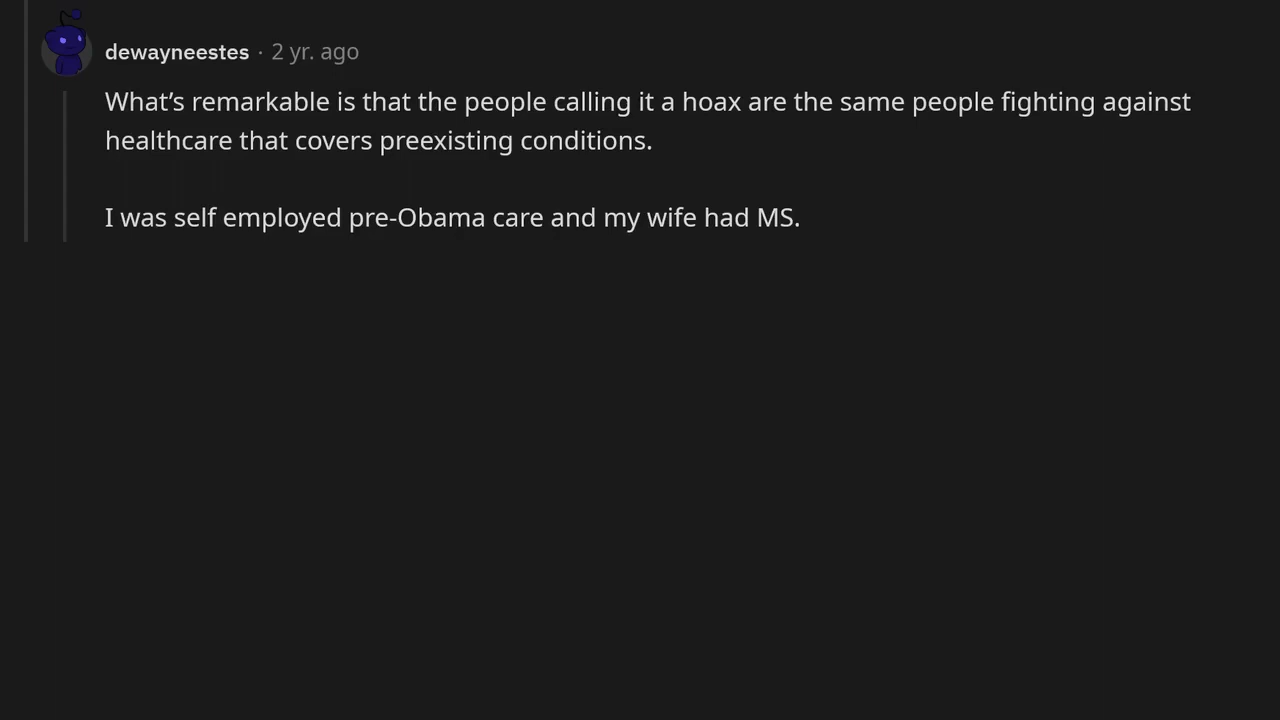 dewayneestes · 2 yr. ago
What’s remarkable is that the people calling it a hoax are the same people fighting against
healthcare that covers preexisting conditions.
I was self employed pre-Obama care and my wife had MS.